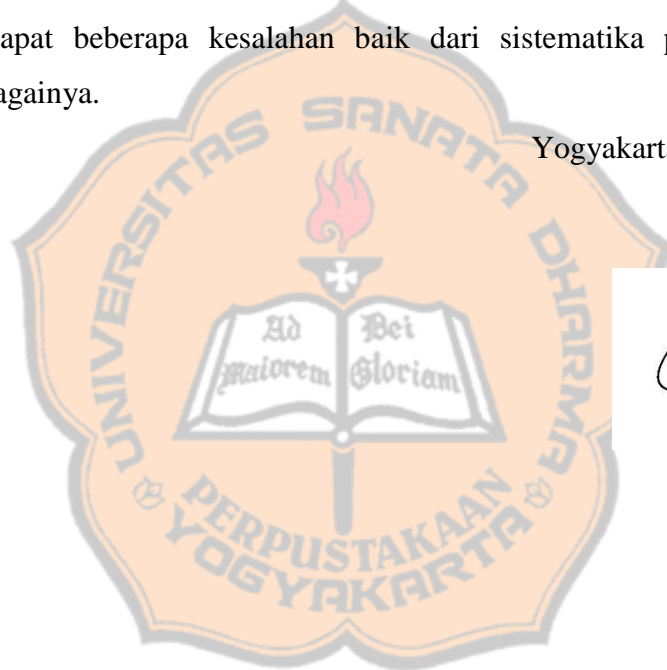 apat beberapa kesalahan baik dari sistematika p
againya.
Yogyakart
UNIVERSITAS SANATA DHARMA
Ad Dei
Maiorem Gloriam
PERPUSTAKAAN
YOGYAKARTA